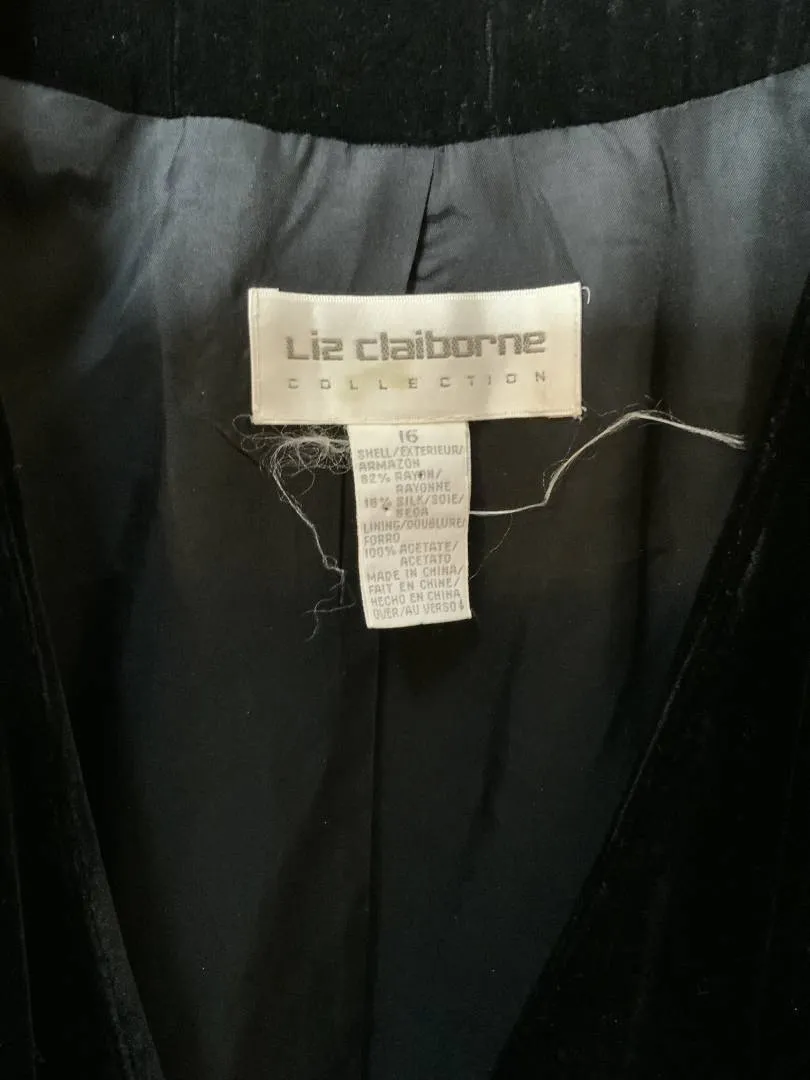 Liz claiborne
COLLECTION
16
SHELL/EXTERIEUR/
ARMAZON
82% RAYON/
RAYONNE
18% SILK/SOIE/
SEDA
LINING/DOUBLURE/
FORRO
100% ACETATE/
ACETATO
MADE IN CHINA/
FAIT EN CHINE/
HECHO EN CHINA
OVER/AU VERSO↓